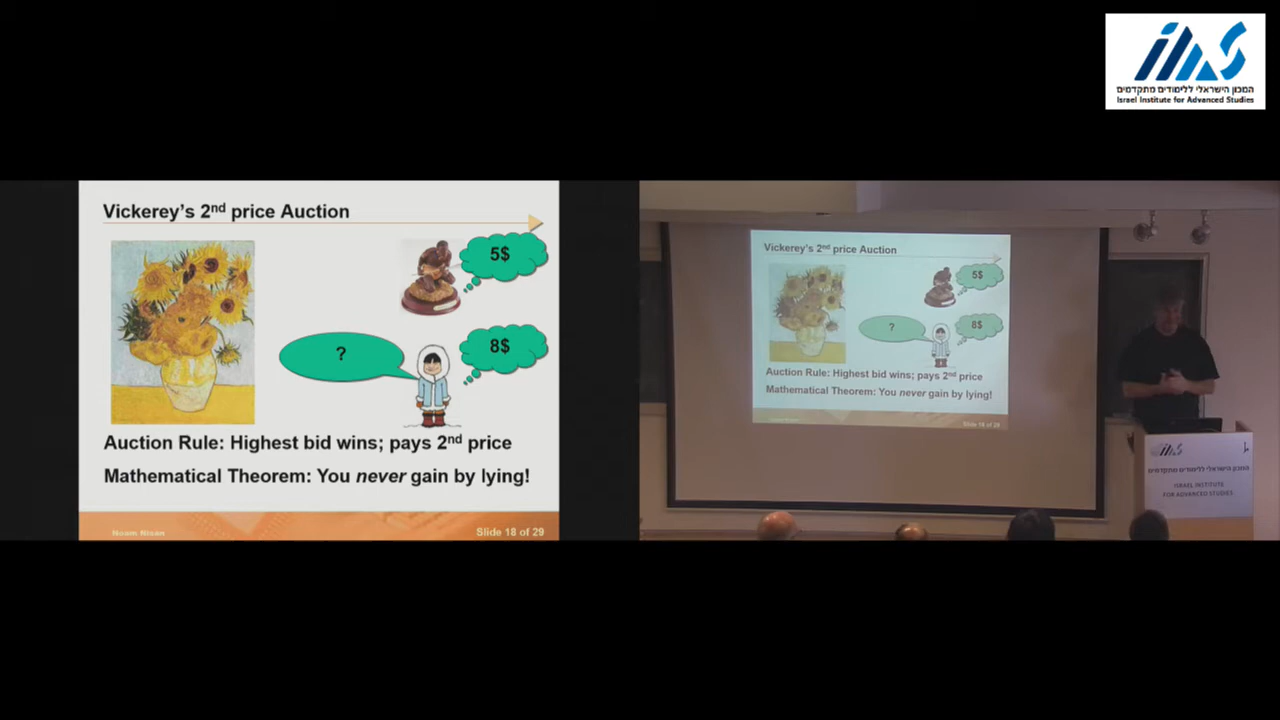 המכון הישראלי ללימודים מתקדמים
Israel Institute for Advanced Studies
Vickerey's 2nd price Auction
5$
?
8$
Auction Rule: Highest bid wins; pays 2nd price
Mathematical Theorem: You never gain by lying!
Noam Nisan
Slide 18 of 29
Vickerey's 2nd price Auction
5$
?
8$
Auction Rule: Highest bid wins; pays 2nd price
Mathematical Theorem: You never gain by lying!
Slide 18 of 29
המכון הישראלי ללימודים מתקדמים
ISRAEL INSTITUTE
FOR ADVANCED STUDIES